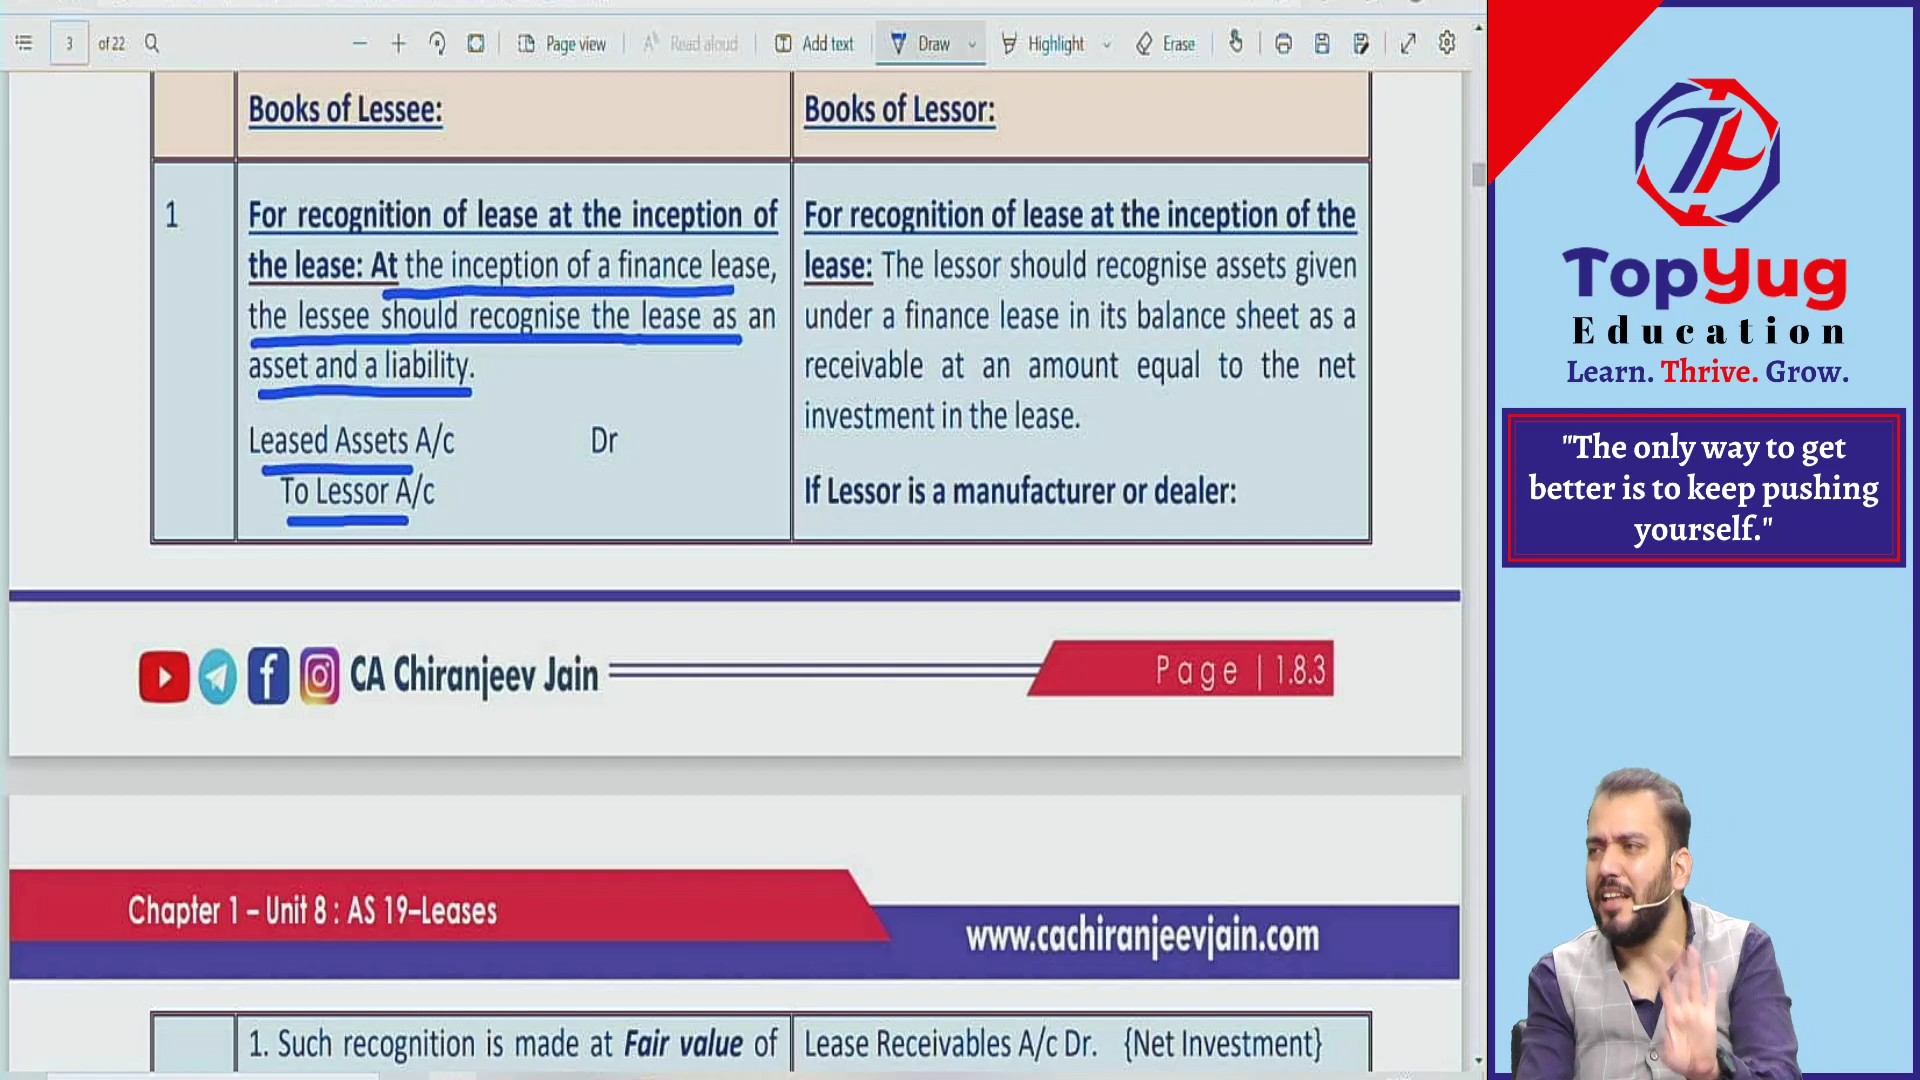 3 of 22 Page view Read aloud Add text Draw Highlight Erase
Books of Lessee:
Books of Lessor:
1
For recognition of lease at the inception of
the lease: At the inception of a finance lease,
the lessee should recognise the lease as an
asset and a liability.
Leased Assets A/c Dr
To Lessor A/c
For recognition of lease at the inception of the
lease: The lessor should recognise assets given
under a finance lease in its balance sheet as a
receivable at an amount equal to the net
investment in the lease.
If Lessor is a manufacturer or dealer:
CA Chiranjeev Jain
Page | 1.8.3
Chapter 1 – Unit 8 : AS 19–Leases
www.cachiranjeevjain.com
1. Such recognition is made at Fair value of
Lease Receivables A/c Dr. {Net Investment}
TopYug
Education
Learn. Thrive. Grow.
"The only way to get
better is to keep pushing
yourself."